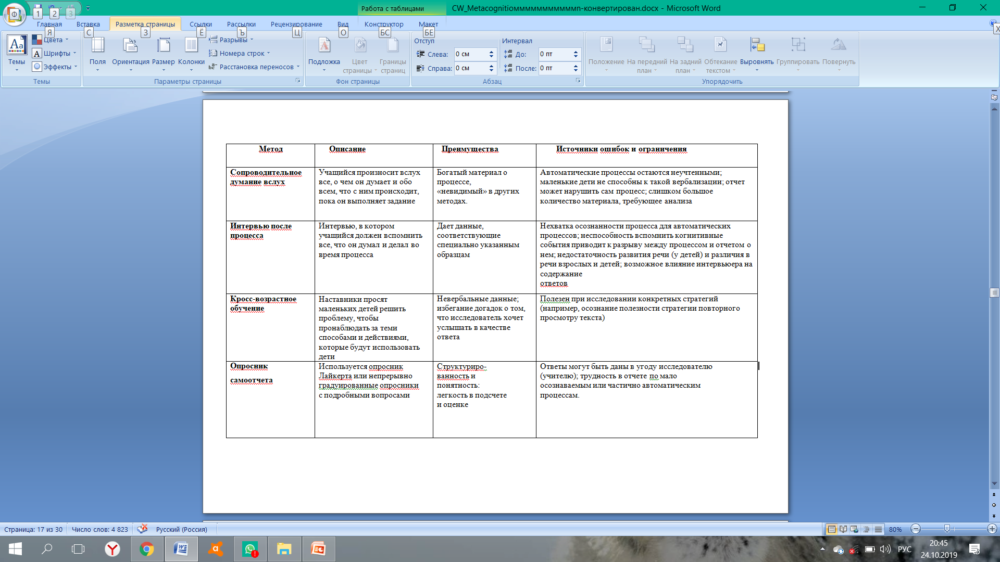 Работа с таблицами
CW_Metacognitioммммммммммммn-конвертирован.docx - Microsoft Word
Ф 1 2 3
Главная Вставка Разметка страницы Ссылки Рассылки Рецензирование Вид Конструктор Макет
Я С З Ё Ъ Ц О БС БЕ Х
Темы
Цвета
Шрифты
Эффекты
Темы
Поля Ориентация Размер Колонки
Разрывы
Номера строк
Расстановка переносов
Параметры страницы
Подложка Цвет страницы Границы страниц
Фон страницы
Отступ
Слева: 0 см
Справа: 0 см
Интервал
До: 0 пт
После: 0 пт
Абзац
Положение На передний план На задний план Обтекание текстом Выровнять Группировать Повернуть
Упорядочить
Метод Описание Преимущества Источники ошибок и ограничения
Сопроводительное
думание вслух
Учащийся произносит вслух
все, о чем он думает и обо
всем, что с ним происходит,
пока он выполняет задание
Богатый материал о
процессе,
«невидимый» в других
методах.
Автоматические процессы остаются неучтенными;
маленькие дети не способны к такой вербализации; отчет
может нарушить сам процесс; слишком большое
количество материала, требующее анализа
Интервью после
процесса
Интервью, в котором
учащийся должен вспомнить
все, что он думал и делал во
время процесса
Дает данные,
соответствующие
специально указанным
образцам
Нехватка осознанности процесса для автоматических
процессов; неспособность вспомнить когнитивные
события приводит к разрыву между процессом и отчетом о
нем; недостаточность развития речи (у детей) и различия в
речи взрослых и детей; возможное влияние интервьюера на
содержание
ответов
Кросс-возрастное
обучение
Наставники просят
маленьких детей решить
проблему, чтобы
пронаблюдать за теми
способами и действиями,
которые будут использовать
дети
Невербальные данные;
избегание догадок о том,
что исследователь хочет
услышать в качестве
ответа
Полезен при исследовании конкретных стратегий
(например, осознание полезности стратегии повторного
просмотру текста)
Опросник
самоотчета
Используется опросник
Лайкерта или непрерывно
градуированные опросники
с подробными вопросами
Структуриро-
ванность и
понятность:
легкость в подсчете
и оценке
Ответы могут быть даны в угоду исследователю
(учителю); трудность в отчете по мало
осознаваемым или частично автоматическим
процессам.
Страница: 17 из 30 Число слов: 4 823 Русский (Россия) 80%
РУС
20:45
24.10.2019